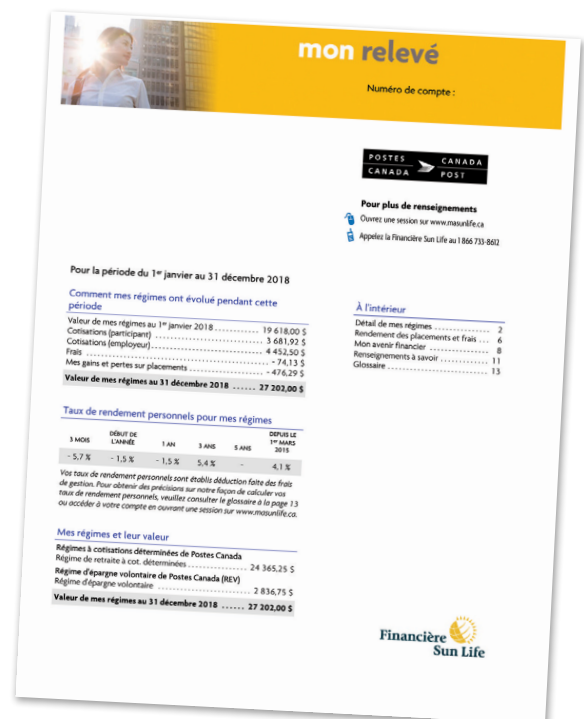 mon relevé
Numéro de compte :
POSTES CANADA
CANADA POST
Pour plus de renseignements
Ouvrez une session sur www.masunlife.ca
Appelez la Financière Sun Life au 1 866 733-8612
Pour la période du 1er janvier au 31 décembre 2018
Comment mes régimes ont évolué pendant cette
période
Valeur de mes régimes au 1er janvier 2018 ........... 19 618,00 $
Cotisations (participant) ........................... 3 681,92 $
Cotisations (employeur) ........................... 4 452,50 $
Frais ........................... - 74,13 $
Mes gains et pertes sur placements ................... - 476,29 $
Valeur de mes régimes au 31 décembre 2018 ...... 27 202,00 $
À l'intérieur
Détail de mes régimes ................ 2
Rendement des placements et frais ... 6
Mon avenir financier ................ 8
Renseignements à savoir ............ 11
Glossaire ........................... 13
Taux de rendement personnels pour mes régimes
3 MOIS DÉBUT DE L'ANNÉE 1 AN 3 ANS 5 ANS DEPUIS LE 1er MARS 2015
- 5,7 % - 1,5 % - 1,5 % 5,4 % - 4,1 %
Vos taux de rendement personnels sont établis déduction faite des frais
de gestion. Pour obtenir des précisions sur notre façon de calculer vos
taux de rendement personnels, veuillez consulter le glossaire à la page 13
ou accéder à votre compte en ouvrant une session sur www.masunlife.ca.
Mes régimes et leur valeur
Régimes à cotisations déterminées de Postes Canada
Régime de retraite à cot. déterminées ............... 24 365,25 $
Régime d'épargne volontaire de Postes Canada (REV)
Régime d'épargne volontaire ........................ 2 836,75 $
Valeur de mes régimes au 31 décembre 2018 ...... 27 202,00 $
Financière
Sun Life